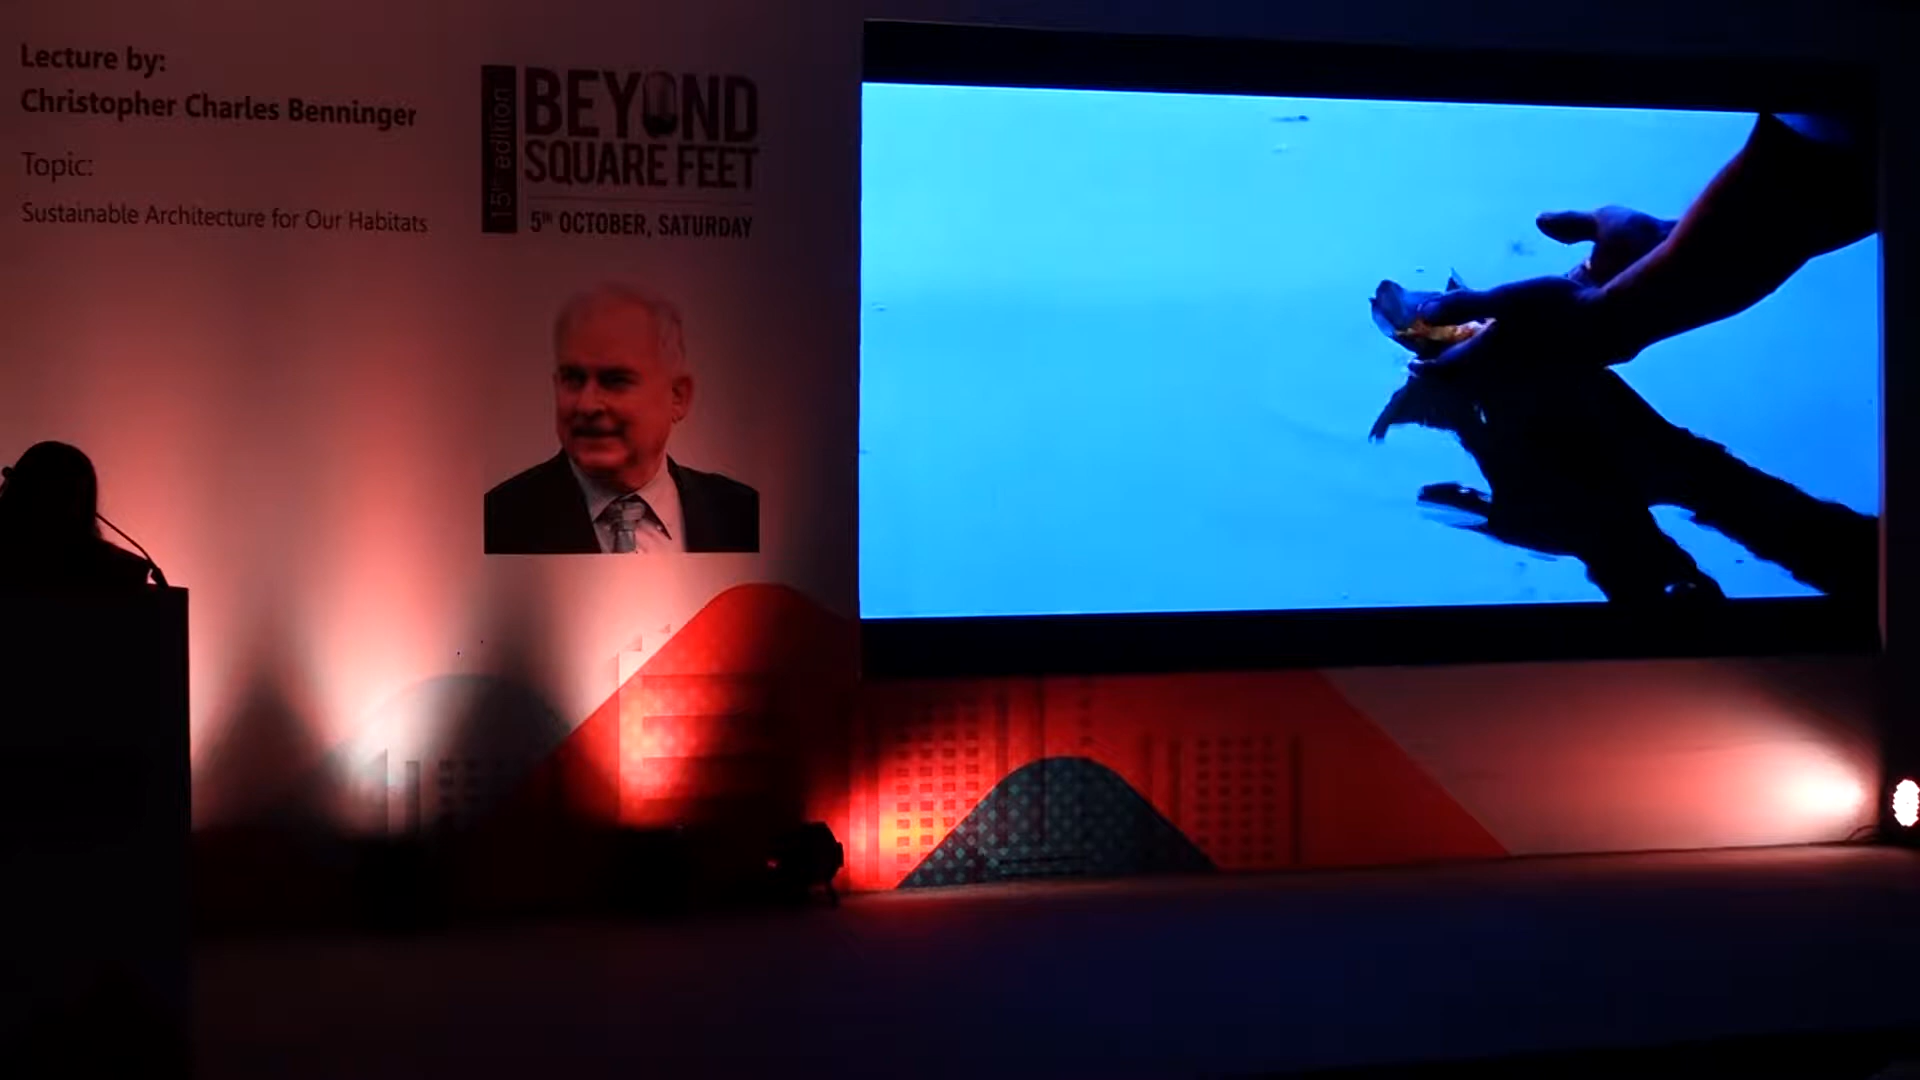 Lecture by:
Christopher Charles Benninger
Topic:
Sustainable Architecture for Our Habitats
15th edition
BEYOND
SQUARE FEET
5TH OCTOBER, SATURDAY